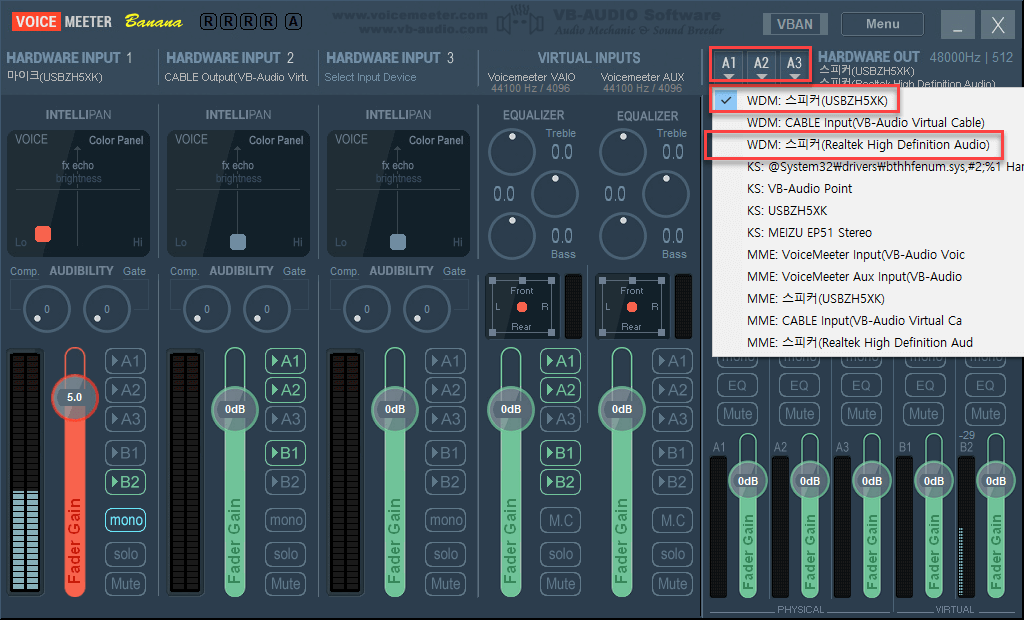 VOICE MEETER Banana R R R R A www.voicemeeter.com www.vb-audio.com VB-AUDIO Software Audio Mechanic & Sound Breeder VBAN Menu _ X
HARDWARE INPUT 1
마이크(USBZH5XK)
HARDWARE INPUT 2
CABLE Output(VB-Audio Virtu
HARDWARE INPUT 3
Select Input Device
VIRTUAL INPUTS
Voicemeeter VAIO
44100 Hz / 4096
Voicemeeter AUX
44100 Hz / 4096
A1 A2 A3
HARDWARE OUT 48000Hz | 512
스피커(USBZH5XK)
스피커(Realtek High Definition Audio)
WDM: 스피커(USBZH5XK)
WDM: CABLE Input(VB-Audio Virtual Cable)
WDM: 스피커(Realtek High Definition Audio)
KS: @System32₩drivers₩bthhfenum.sys,#2;%1 Han
KS: VB-Audio Point
KS: USBZH5XK
KS: MEIZU EP51 Stereo
MME: VoiceMeeter Input(VB-Audio Voic
MME: VoiceMeeter Aux Input(VB-Audio
MME: 스피커(USBZH5XK)
MME: CABLE Input(VB-Audio Virtual Ca
MME: 스피커(Realtek High Definition Aud
INTELLIPAN
VOICE Color Panel
fx echo
brightness
Lo Hi
Comp. AUDIBILITY Gate
0 0
5.0
Fader Gain
A1
A2
A3
B1
B2
mono
solo
Mute
INTELLIPAN
VOICE Color Panel
fx echo
brightness
Lo Hi
Comp. AUDIBILITY Gate
0 0
0dB
Fader Gain
A1
A2
A3
B1
B2
mono
solo
Mute
INTELLIPAN
VOICE Color Panel
fx echo
brightness
Lo Hi
Comp. AUDIBILITY Gate
0 0
0dB
Fader Gain
A1
A2
A3
B1
B2
mono
solo
Mute
EQUALIZER
Treble
0.0
0.0
0.0
Bass
Front
L R
Rear
0dB
Fader Gain
A1
A2
A3
B1
B2
M.C
solo
Mute
EQUALIZER
Treble
0.0
0.0
0.0
Bass
Front
L R
Rear
0dB
Fader Gain
A1
A2
A3
B1
B2
M.C
solo
Mute
mono mono mono mono mono
EQ EQ EQ EQ EQ
Mute Mute Mute Mute Mute
-29
A1 A2 A3 B1 B2
0dB 0dB 0dB 0dB 0dB
Fader Gain Fader Gain Fader Gain Fader Gain Fader Gain
PHYSICAL VIRTUAL